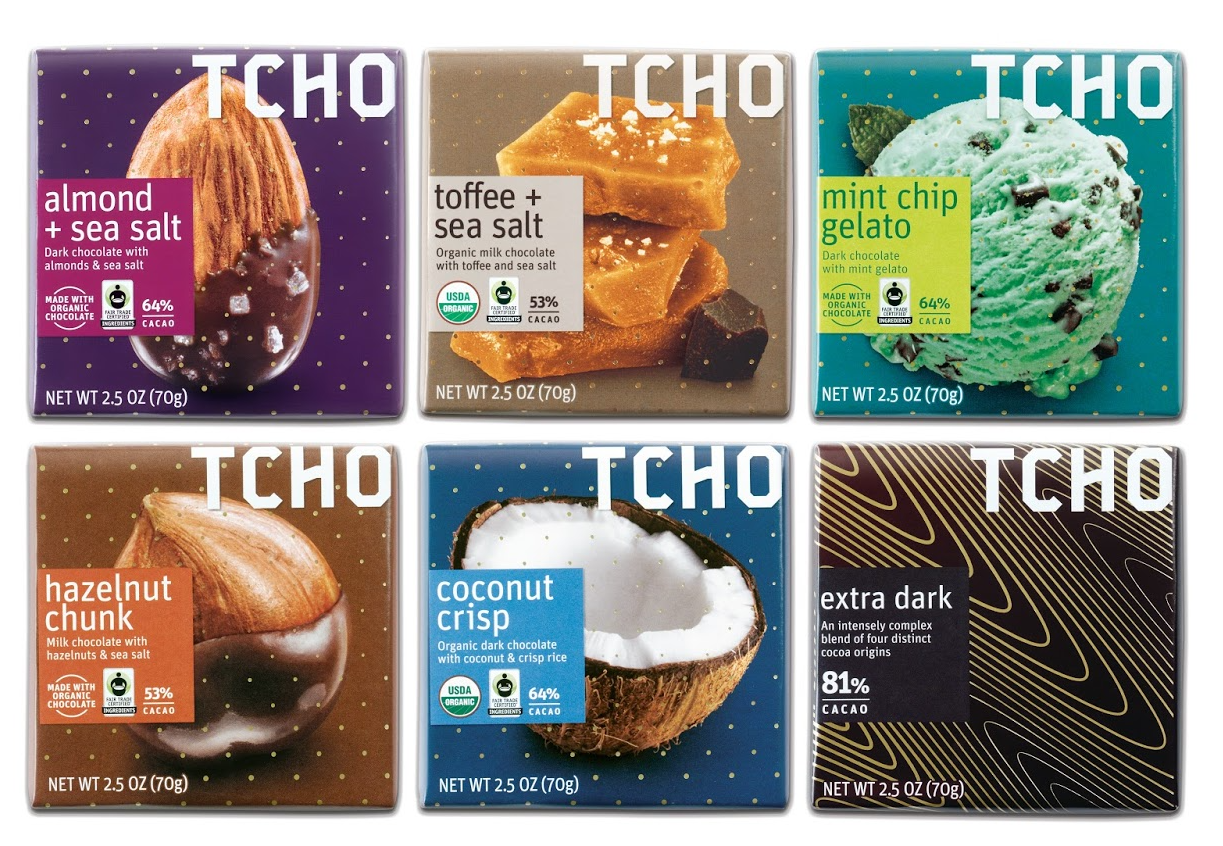 TCHO
almond
+ sea salt
Dark chocolate with
almonds & sea salt
MADE WITH
ORGANIC
CHOCOLATE
FAIR TRADE
CERTIFIED
INGREDIENTS
64%
CACAO
NET WT 2.5 OZ (70g)
TCHO
toffee +
sea salt
Organic milk chocolate
with toffee and sea salt
USDA
ORGANIC
FAIR TRADE
CERTIFIED
INGREDIENTS
53%
CACAO
NET WT 2.5 OZ (70g)
TCHO
mint chip
gelato
Dark chocolate
with mint gelato
MADE WITH
ORGANIC
CHOCOLATE
FAIR TRADE
CERTIFIED
INGREDIENTS
64%
CACAO
NET WT 2.5 OZ (70g)
TCHO
hazelnut
chunk
Milk chocolate with
hazelnuts & sea salt
MADE WITH
ORGANIC
CHOCOLATE
FAIR TRADE
CERTIFIED
INGREDIENTS
53%
CACAO
NET WT 2.5 OZ (70g)
TCHO
coconut
crisp
Organic dark chocolate
with coconut & crisp rice
USDA
ORGANIC
FAIR TRADE
CERTIFIED
INGREDIENTS
64%
CACAO
NET WT 2.5 OZ (70g)
TCHO
extra dark
An intensely complex
blend of four distinct
cocoa origins
81%
CACAO
NET WT 2.5 OZ (70g)